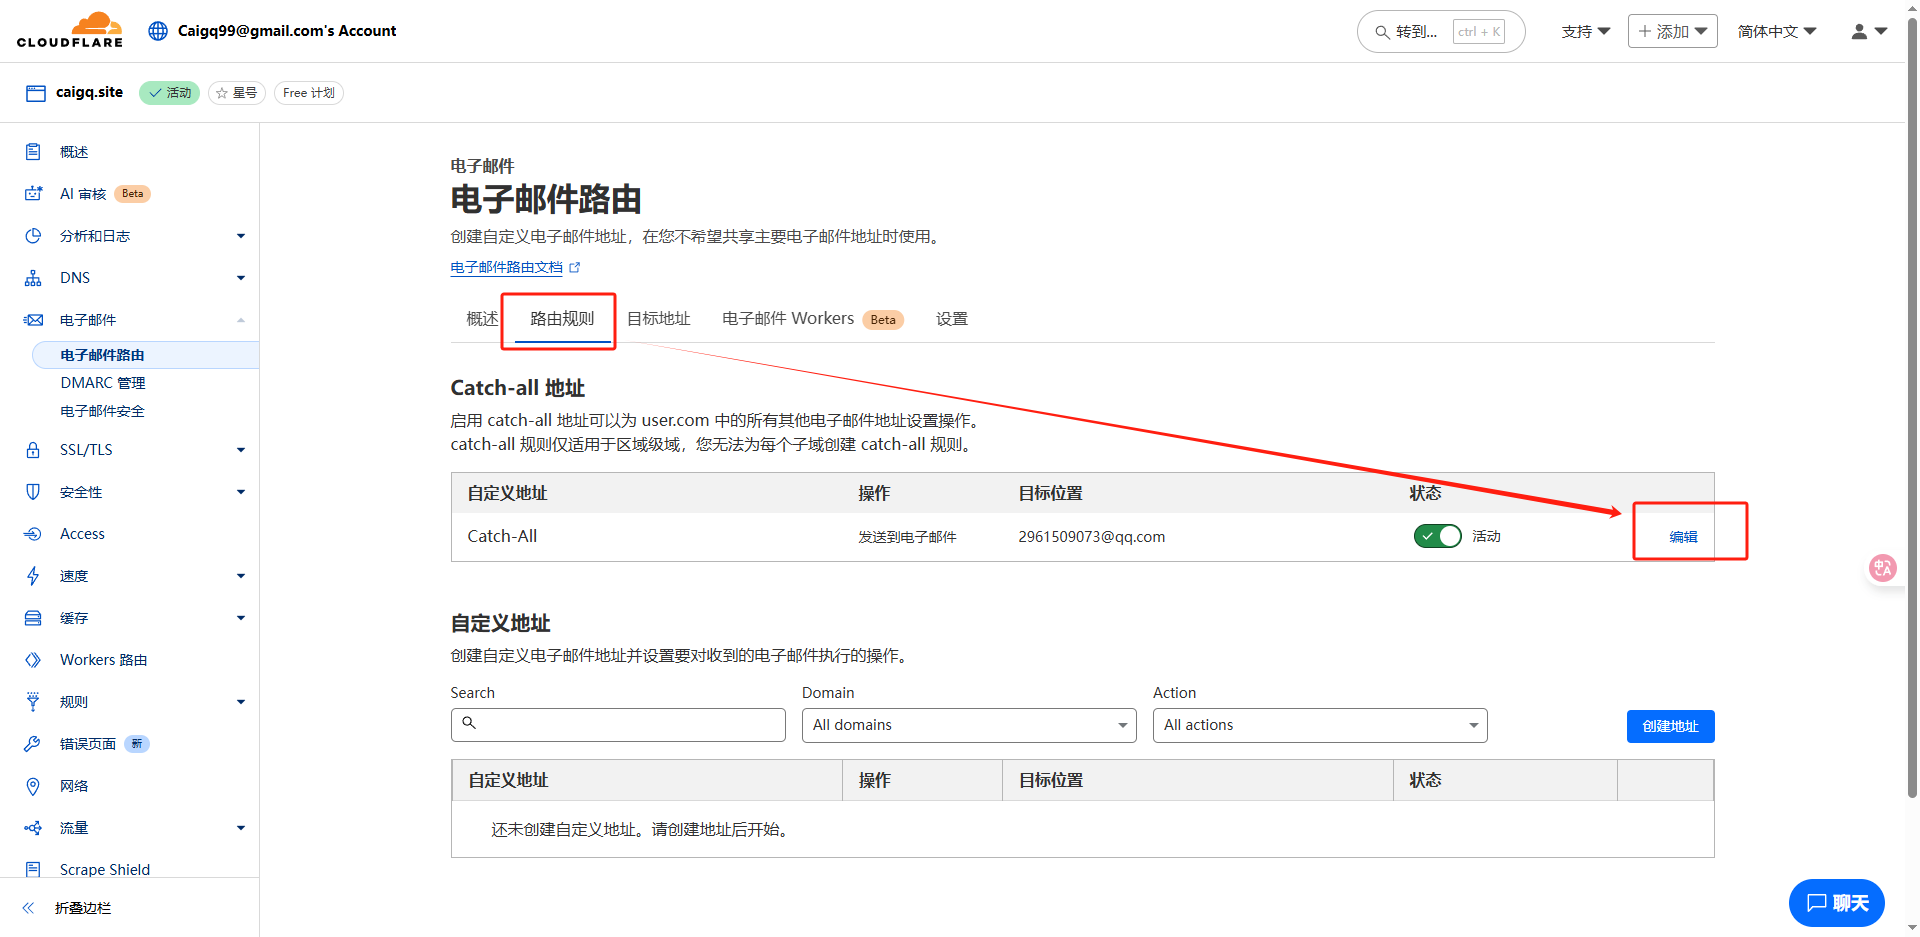 CLOUDFLARE
Caigq99@gmail.com's Account
转到...
ctrl + K
支持
添加
简体中文
caigq.site
活动
星号
Free 计划
概述
AI 审核
Beta
分析和日志
DNS
电子邮件
电子邮件路由
DMARC 管理
电子邮件安全
SSL/TLS
安全性
Access
速度
缓存
Workers 路由
规则
错误页面
新
网络
流量
Scrape Shield
折叠边栏
电子邮件
电子邮件路由
创建自定义电子邮件地址，在您不希望共享主要电子邮件地址时使用。
电子邮件路由文档
概述
路由规则
目标地址
电子邮件 Workers
Beta
设置
Catch-all 地址
启用 catch-all 地址可以为 user.com 中的所有其他电子邮件地址设置操作。
catch-all 规则仅适用于区域级域，您无法为每个子域创建 catch-all 规则。
自定义地址 操作 目标位置 状态
Catch-All 发送到电子邮件 2961509073@qq.com 活动 编辑
自定义地址
创建自定义电子邮件地址并设置要对收到的电子邮件执行的操作。
Search Domain Action
All domains All actions 创建地址
自定义地址 操作 目标位置 状态
还未创建自定义地址。请创建地址后开始。
中A
聊天